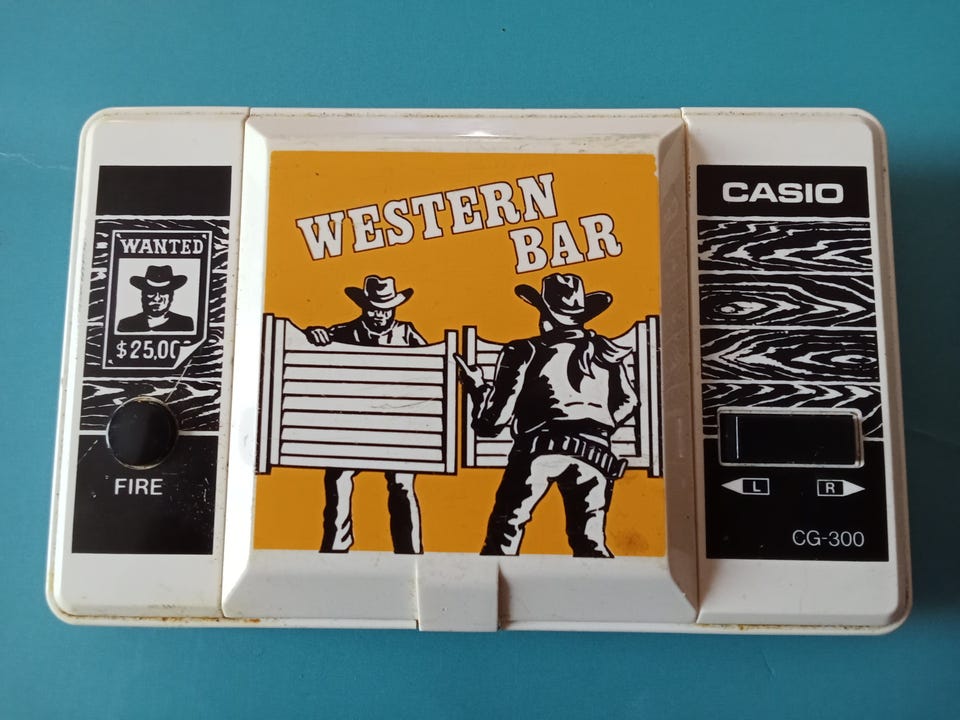 WESTERN
BAR
WANTED
$25,00
FIRE
CASIO
L R
CG-300